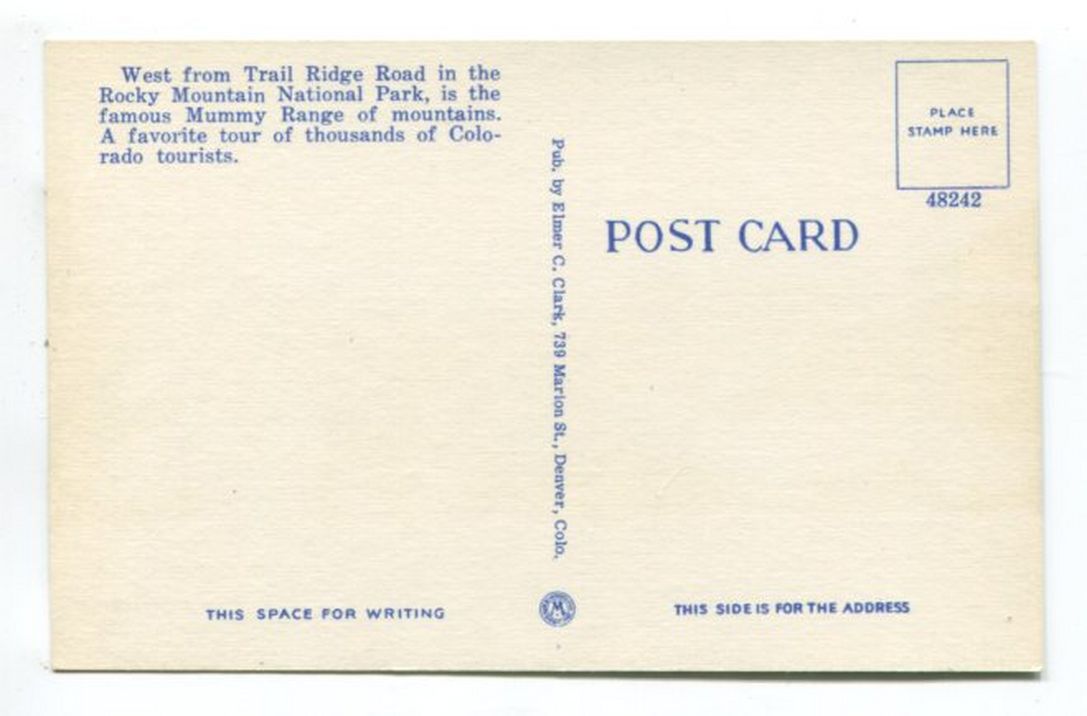 West from Trail Ridge Road in the
Rocky Mountain National Park, is the
famous Mummy Range of mountains.
A favorite tour of thousands of Colo-
rado tourists.
Pub. by Elmer C. Clark, 739 Marion St., Denver, Colo.
PLACE
STAMP HERE
48242
POST CARD
THIS SPACE FOR WRITING
M
THIS SIDE IS FOR THE ADDRESS